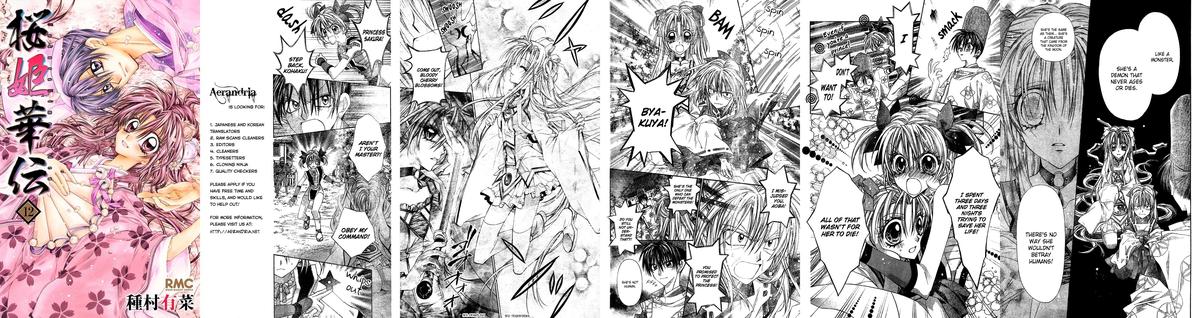 桜姫華伝
12
RMC
種村有菜
Aerandria
IS LOOKING FOR:
1. JAPANESE AND KOREAN
TRANSLATORS
2. RAW SCANS CLEANERS
3. EDITORS
4. CLEANERS
5. TYPESETTERS
6. CLONING NINJA
7. QUALITY CHECKERS
PLEASE APPLY IF YOU
HAVE FREE TIME AND
SKILLS, AND WOULD LIKE
TO HELP OUT!
FOR MORE INFORMATION,
PLEASE VISIT US AT:
HTTP://AERANDRIA.NET
dash
PRINCESS
SAKURA!
STEP
BACK,
KOHAKU!
AREN'T
I YOUR
MASTER?!
OBEY MY
COMMAND!
COME OUT,
BLOODY
CHERRY
BLOSSOMS!
BAM
Spin
Spin
Spin
BYA-
KUYA!
I MIS-
JUDGED
YOU,
AOBA!
SHE'S THE
ONLY ONE
WHO CAN
DEFEAT THE
MONSTERS!
DO YOU
STILL
NOT UN-
DER-
STAND
THAT?!
SHE'S NOT
HUMAN.
YOU
PROMISED
TO PROTECT
THE
PRINCESS!
I
smack
DON'T
WANT
TO!
ALL OF THAT
WASN'T FOR
HER TO DIE!
I SPENT
THREE DAYS
AND THREE
NIGHTS
TRYING TO
SAVE HER
LIFE!
SHE'S THE SAME
AS THEM... SHE'S
A CREATURE
THAT CAME FROM
THE KINGDOM OF
THE MOON.
THERE'S NO
WAY SHE
WOULDN'T
BETRAY
HUMANS!
LIKE A
MONSTER,
SHE'S A
DEMON THAT
NEVER AGES
OR DIES.